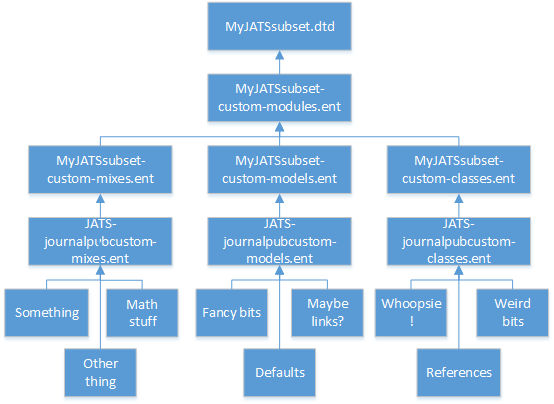 MyJATSsubset.dtd
MyJATSsubset-
custom-modules.ent
MyJATSsubset-
custom-mixes.ent
MyJATSsubset-
custom-models.ent
MyJATSsubset-
custom-classes.ent
JATS-
journalpubcustom-
mixes.ent
JATS-
journalpubcustom-
models.ent
JATS-
journalpubcustom-
classes.ent
Something
Math
stuff
Fancy bits
Maybe
links?
Whoopsie
!
Weird
bits
Other
thing
Defaults
References